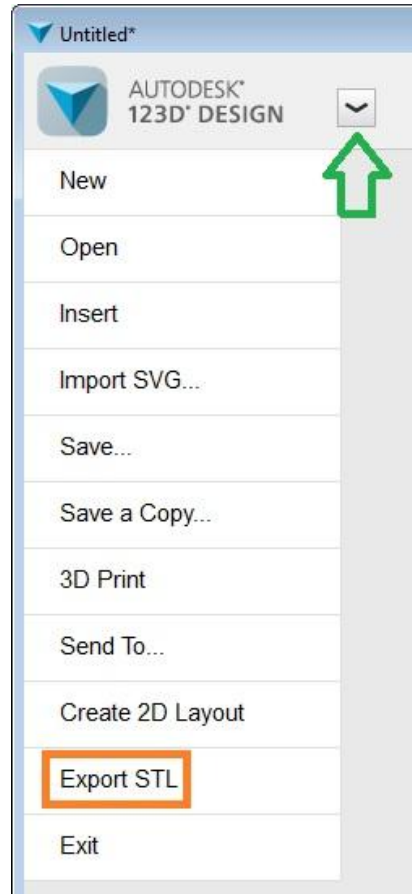 Untitled*
AUTODESK®
123D® DESIGN
New
Open
Insert
Import SVG...
Save...
Save a Copy...
3D Print
Send To...
Create 2D Layout
Export STL
Exit